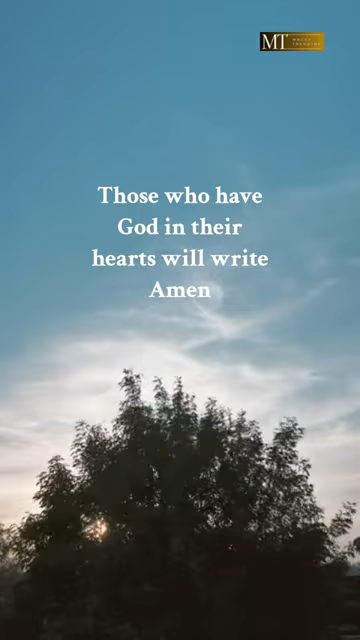 MT
Those who have
God in their
hearts will write
Amen